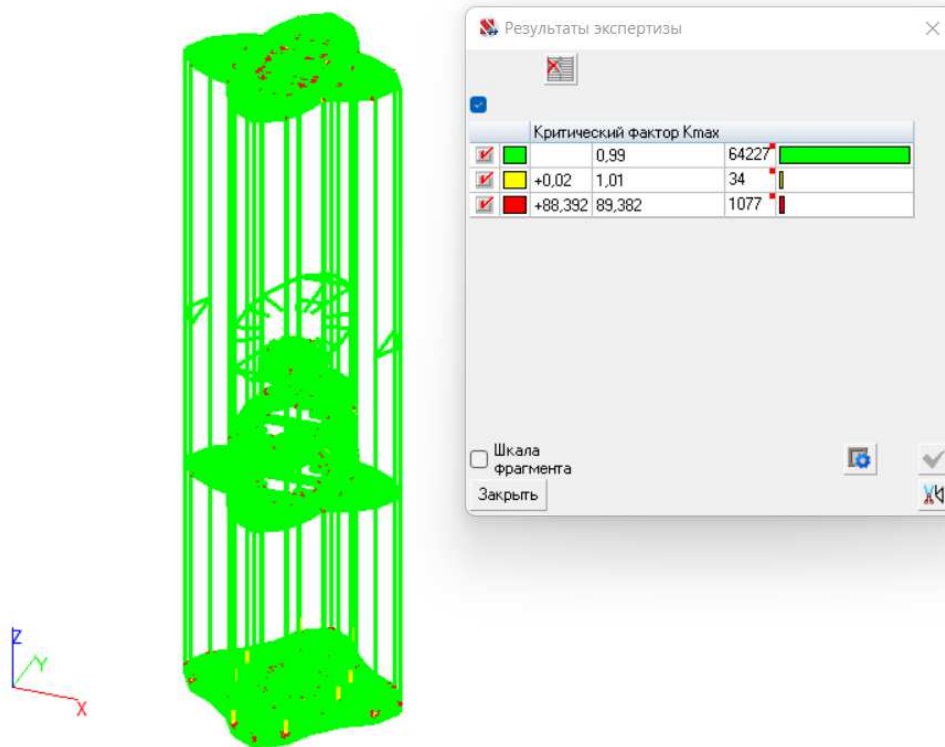 Результаты экспертизы
Критический фактор Kmax
0,99 64227
+0,02 1,01 34
+88,392 89,382 1077
Шкала
фрагмента
Закрыть
Z
Y
X